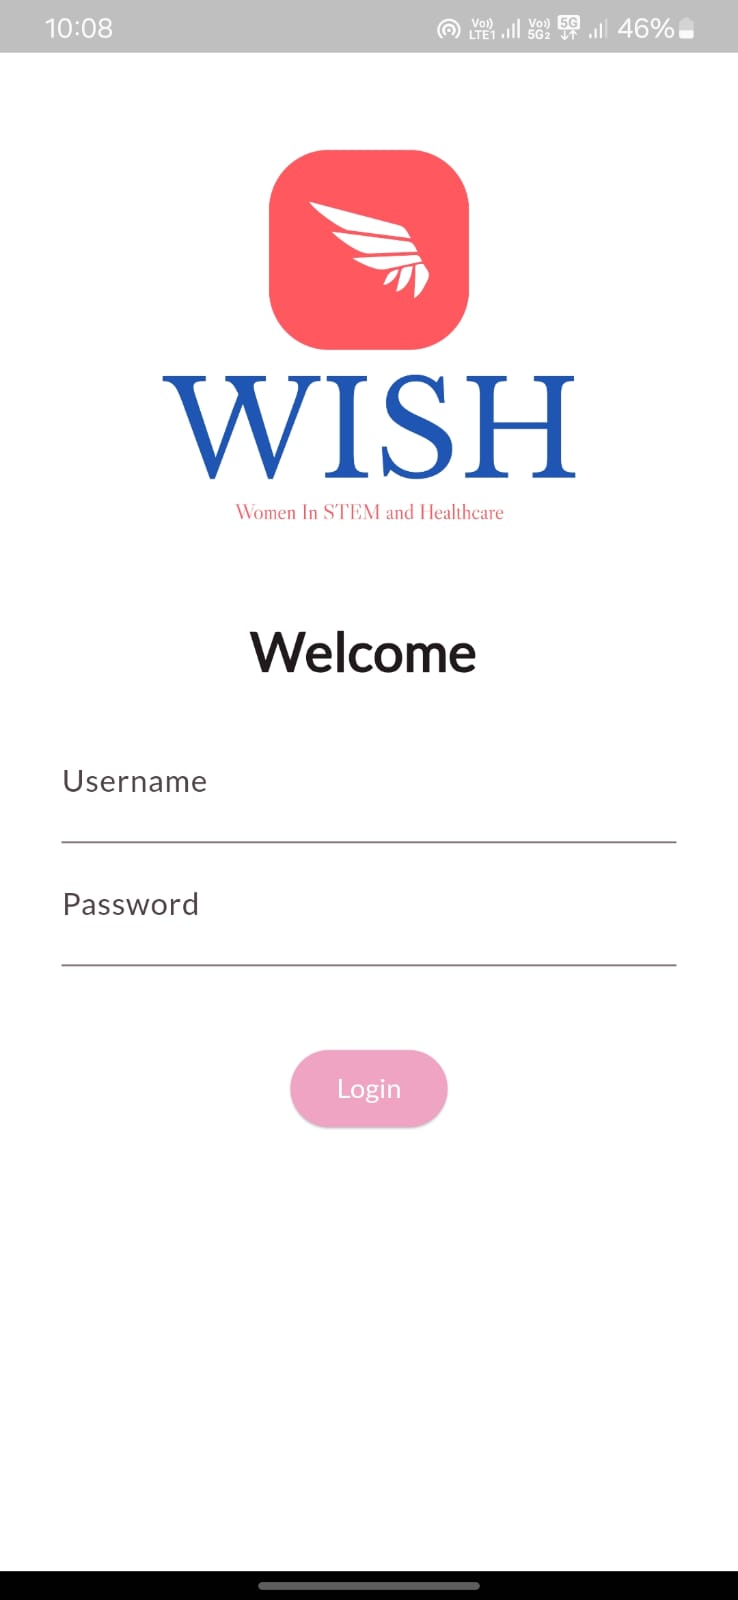 10:08 Vo)) LTE1 Vo)) 5G2 5G 46%
WISH
Women In STEM and Healthcare
Welcome
Username
Password
Login